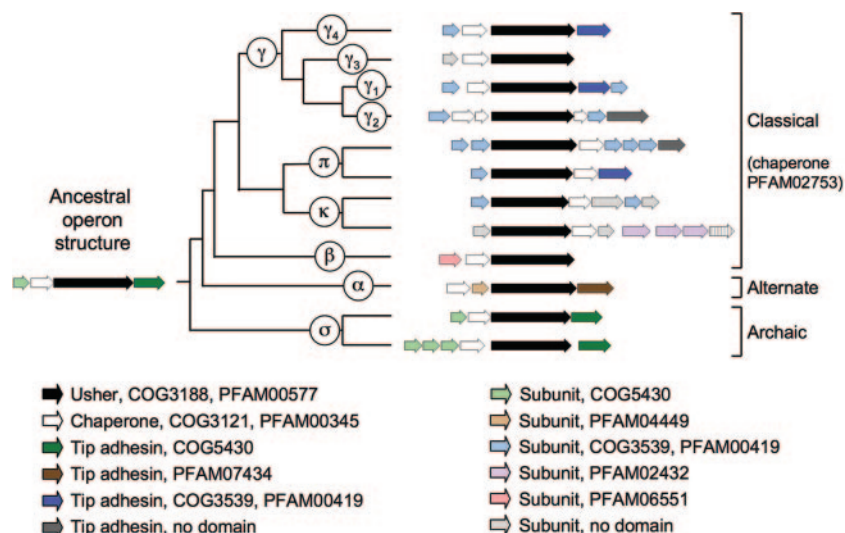 γ4
γ3
γ
γ1
γ2
Classical
π
(chaperone
PFAM02753)
Ancestral
operon
structure
κ
β
α
Alternate
σ
Archaic
Usher, COG3188, PFAM00577
Chaperone, COG3121, PFAM00345
Tip adhesin, COG5430
Tip adhesin, PFAM07434
Tip adhesin, COG3539, PFAM00419
Tip adhesin, no domain
Subunit, COG5430
Subunit, PFAM04449
Subunit, COG3539, PFAM00419
Subunit, PFAM02432
Subunit, PFAM06551
Subunit, no domain